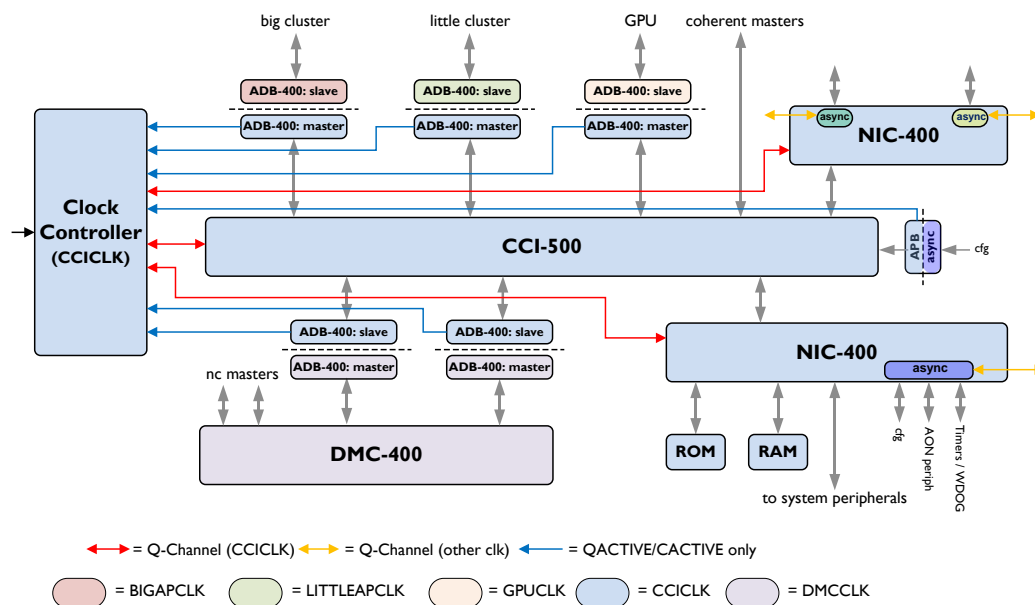 big cluster
little cluster
GPU
coherent masters
ADB-400: slave
ADB-400: slave
ADB-400: slave
ADB-400: master
ADB-400: master
ADB-400: master
async
async
NIC-400
Clock
Controller
(CCICLK)
CCI-500
APB
async
cfg
ADB-400: slave
ADB-400: slave
ADB-400: master
ADB-400: master
NIC-400
async
nc masters
DMC-400
ROM
RAM
cfg
AON periph
Timers / WDOG
to system peripherals
= Q-Channel (CCICLK)
= Q-Channel (other clk)
= QACTIVE/CACTIVE only
= BIGAPCLK
= LITTLEAPCLK
= GPUCLK
= CCICLK
= DMCCLK